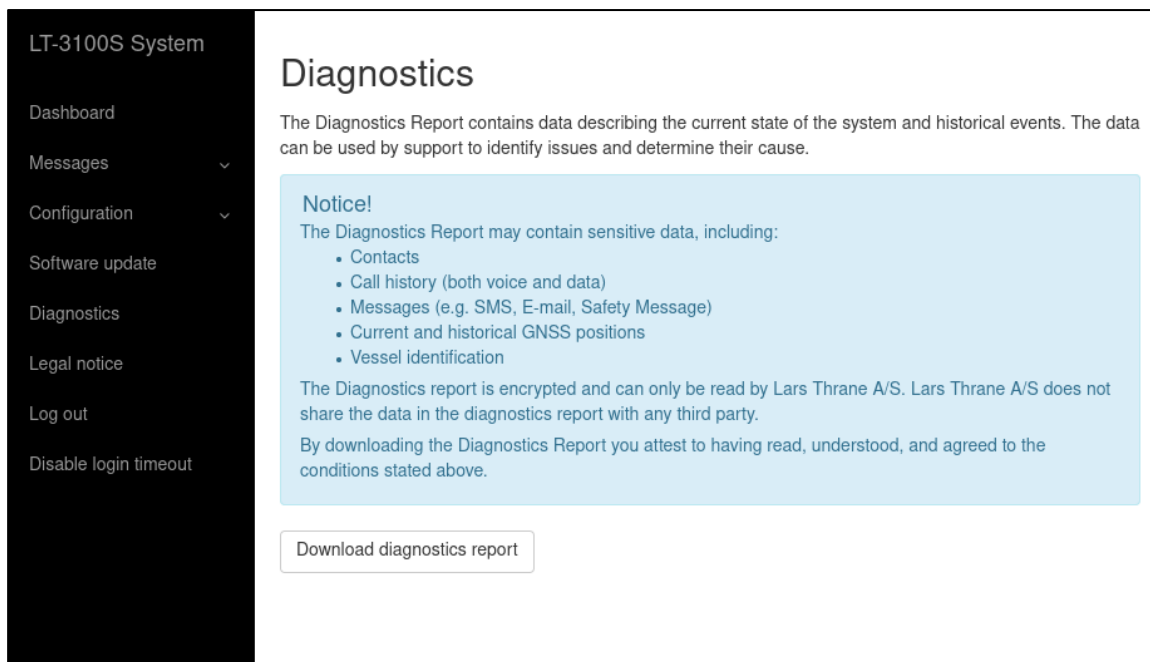 LT-3100S System
Dashboard
Messages
Configuration
Software update
Diagnostics
Legal notice
Log out
Disable login timeout
Diagnostics
The Diagnostics Report contains data describing the current state of the system and historical events. The data
can be used by support to identify issues and determine their cause.
Notice!
The Diagnostics Report may contain sensitive data, including:
• Contacts
• Call history (both voice and data)
• Messages (e.g. SMS, E-mail, Safety Message)
• Current and historical GNSS positions
• Vessel identification
The Diagnostics report is encrypted and can only be read by Lars Thrane A/S. Lars Thrane A/S does not
share the data in the diagnostics report with any third party.
By downloading the Diagnostics Report you attest to having read, understood, and agreed to the
conditions stated above.
Download diagnostics report